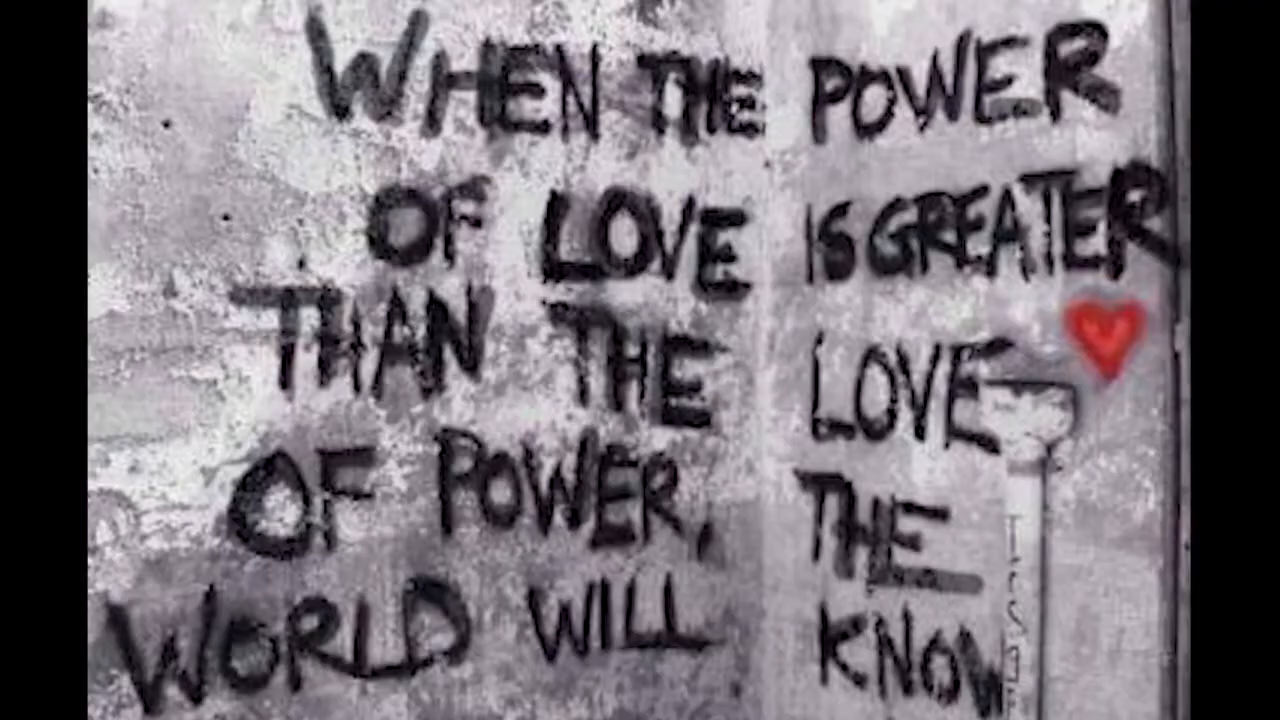 WHEN THE POWER
OF LOVE IS GREATER
THAN THE LOVE
OF POWER, THE
WORLD WILL KNOW